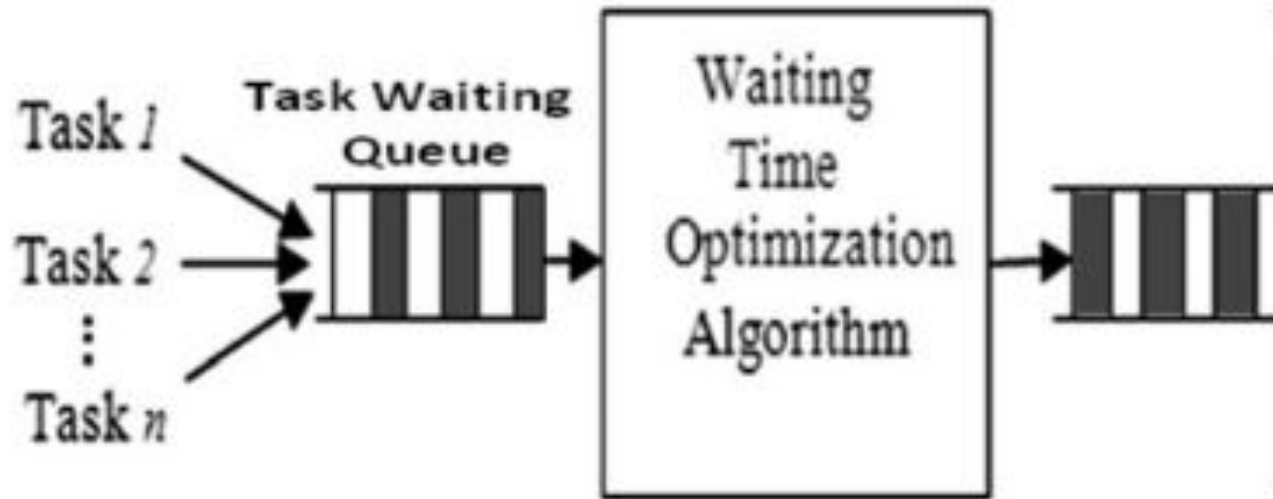 Task 1
Task 2
⋮
Task n
Task Waiting
Queue
Waiting
Time
Optimization
Algorithm